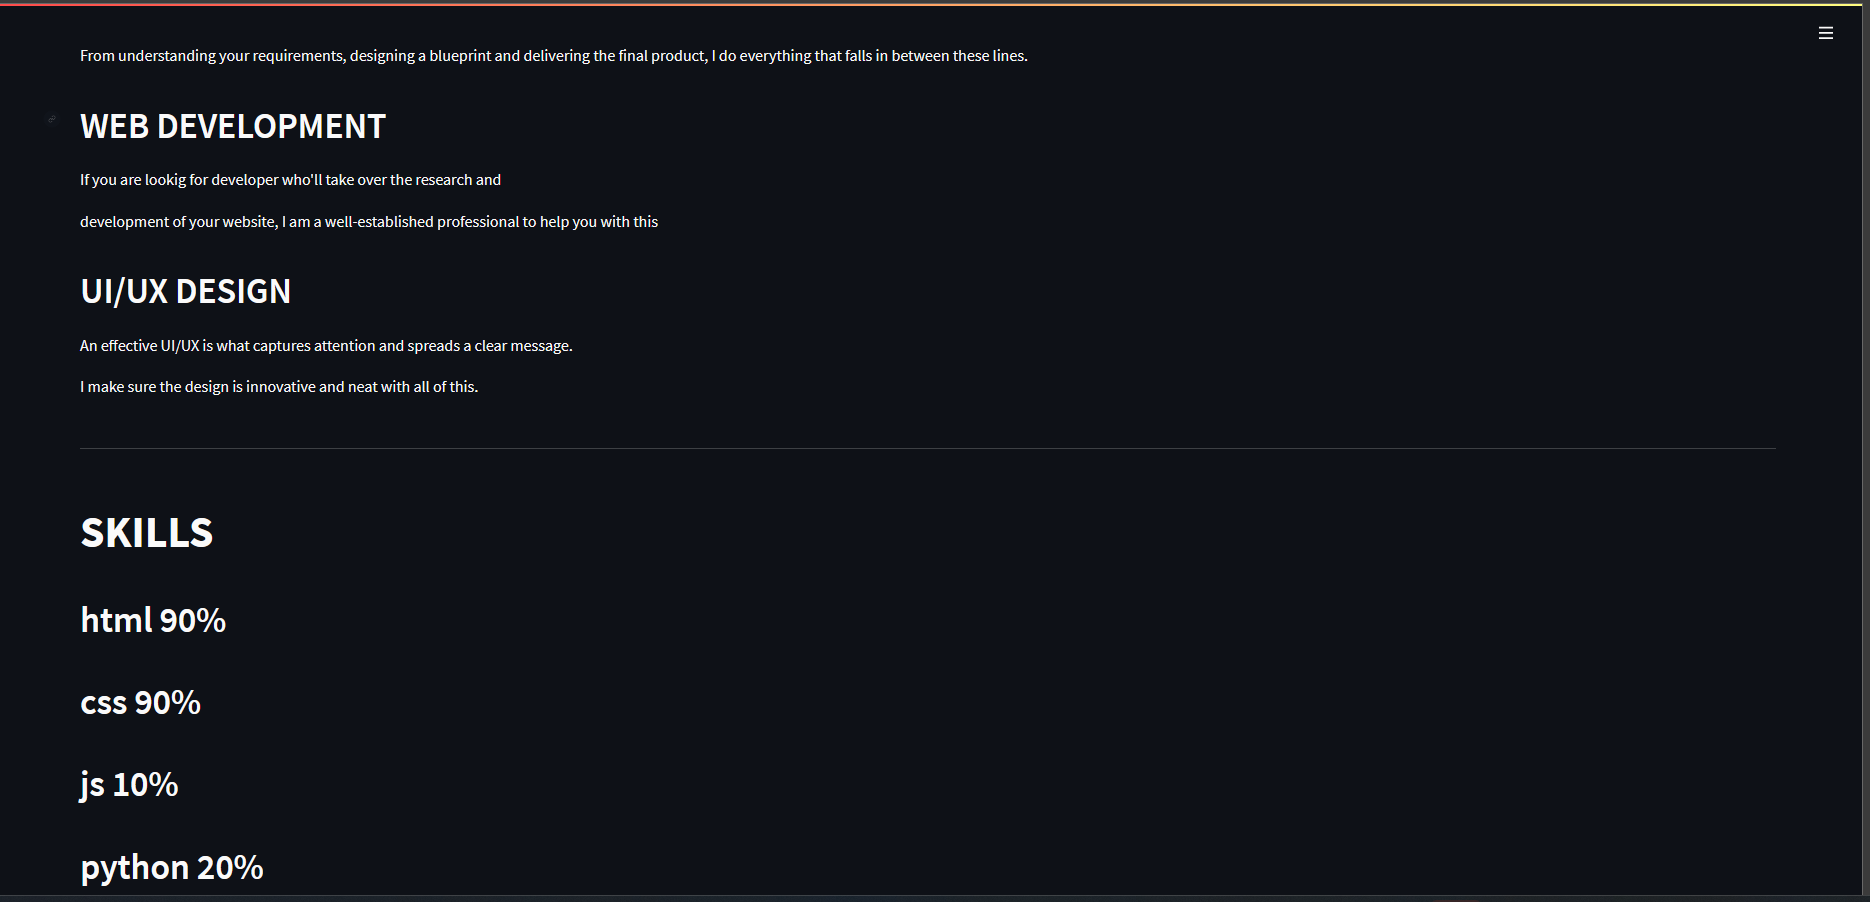 From understanding your requirements, designing a blueprint and delivering the final product, I do everything that falls in between these lines.
WEB DEVELOPMENT
If you are lookig for developer who'll take over the research and
development of your website, I am a well-established professional to help you with this
UI/UX DESIGN
An effective UI/UX is what captures attention and spreads a clear message.
I make sure the design is innovative and neat with all of this.
SKILLS
html 90%
css 90%
js 10%
python 20%